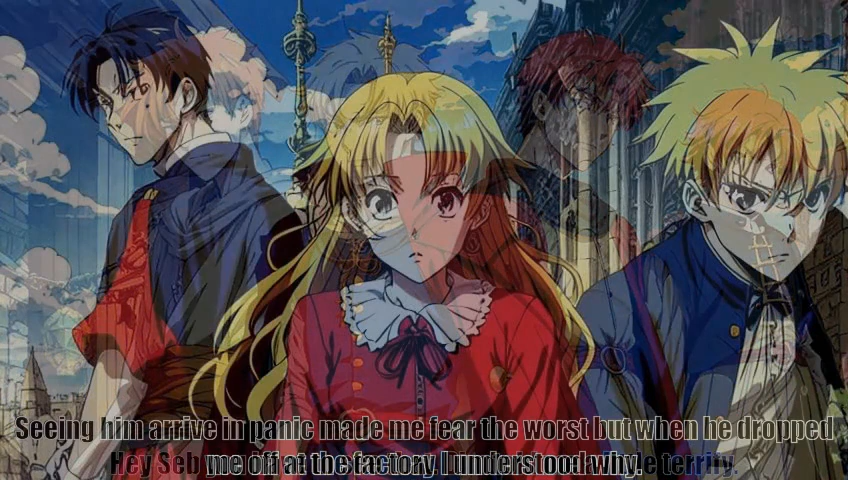 Seeing him arrive in panic made me fear the worst but when he dropped
me off at the factory I understood why.
Hey Seb